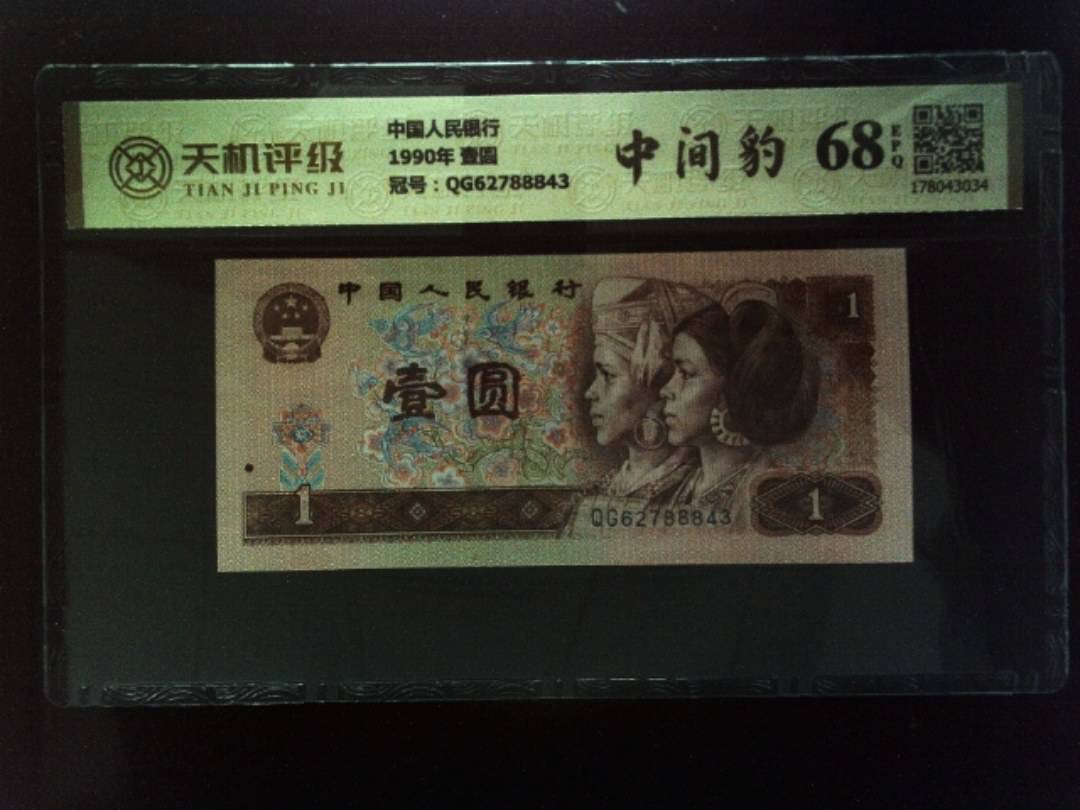 天机评级
TIAN JI PING JI
中国人民银行
1990年 壹圆
冠号：QG62788843
中间豹
68
EPQ
178043034
中国人民银行
1
壹圆
1
QG62788843
1